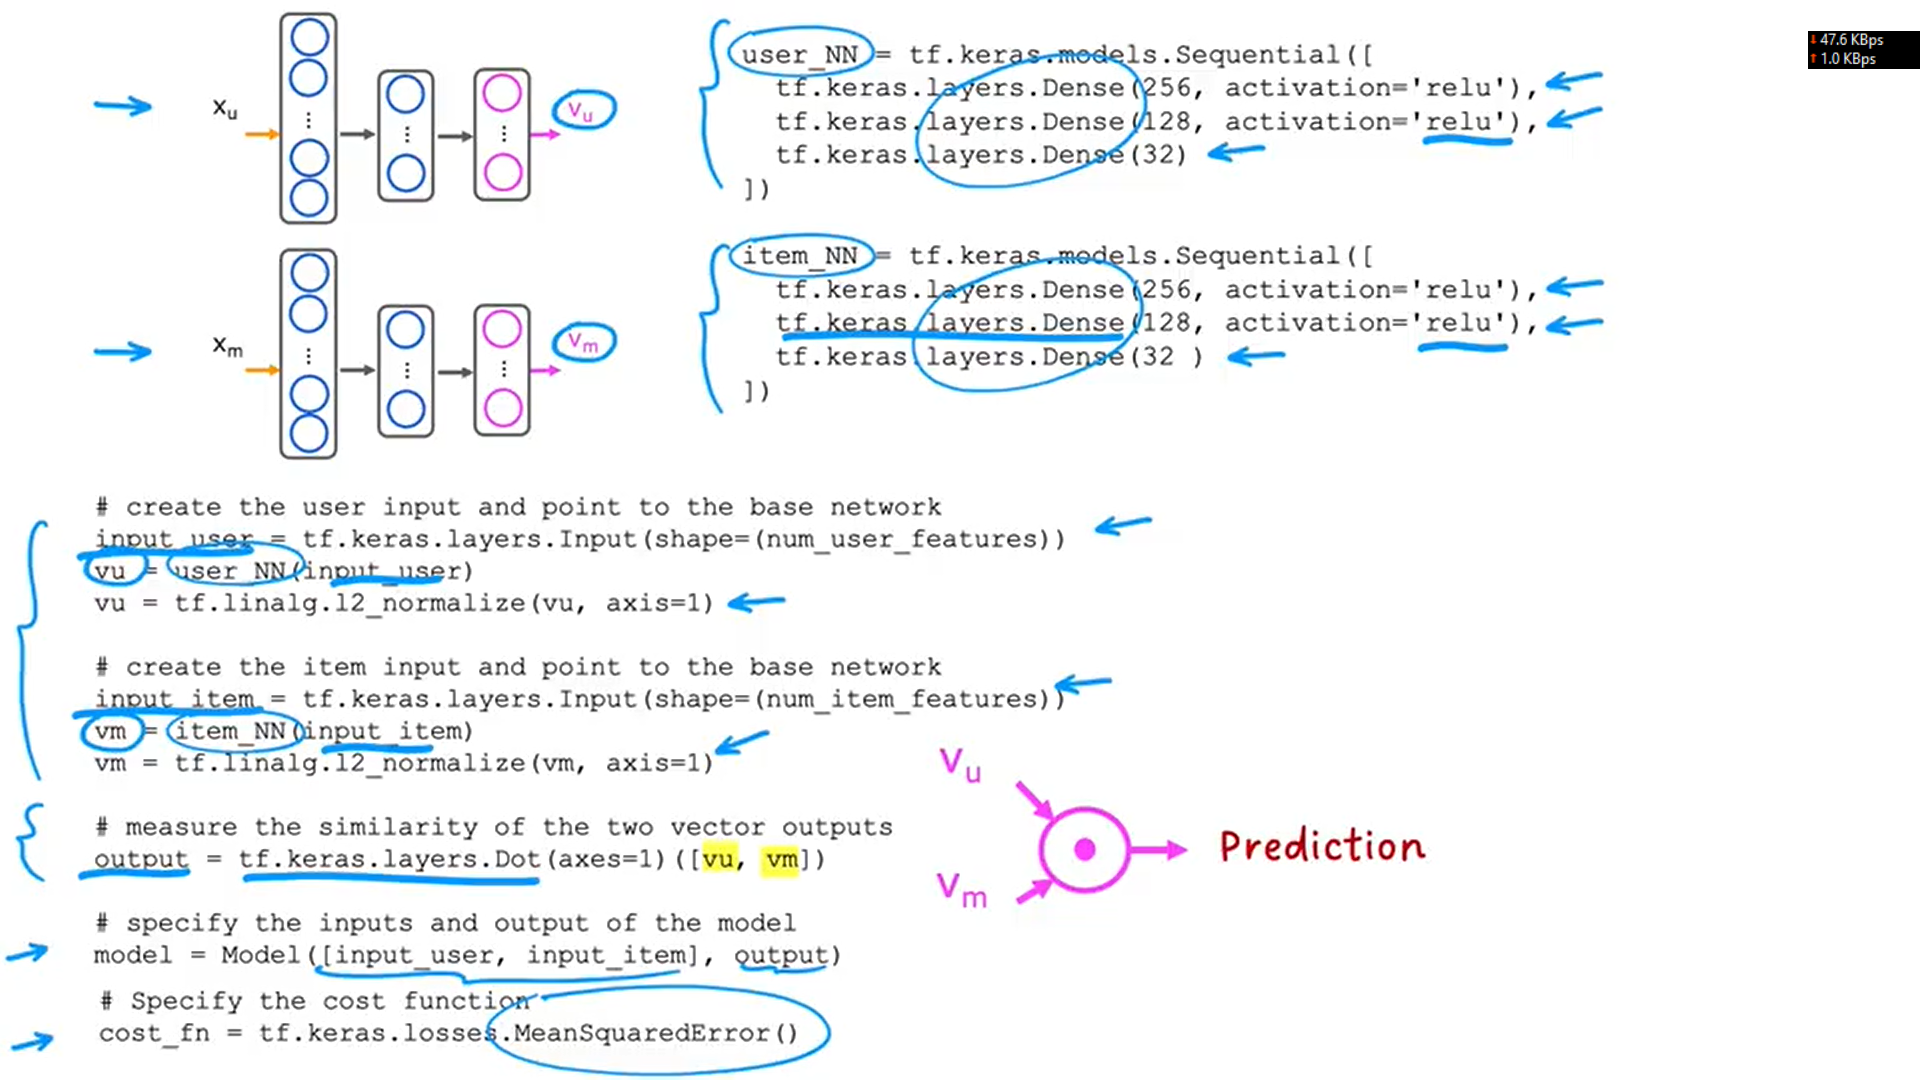 47.6 KBps
1.0 KBps
xu
vu
user_NN = tf.keras.models.Sequential([
tf.keras.layers.Dense(256, activation='relu'),
tf.keras.layers.Dense(128, activation='relu'),
tf.keras.layers.Dense(32)
])
xm
vm
item_NN = tf.keras.models.Sequential([
tf.keras.layers.Dense(256, activation='relu'),
tf.keras.layers.Dense(128, activation='relu'),
tf.keras.layers.Dense(32 )
])
# create the user input and point to the base network
input_user = tf.keras.layers.Input(shape=(num_user_features))
vu = user_NN(input_user)
vu = tf.linalg.l2_normalize(vu, axis=1)
# create the item input and point to the base network
input_item = tf.keras.layers.Input(shape=(num_item_features))
vm = item_NN(input_item)
vm = tf.linalg.l2_normalize(vm, axis=1)
# measure the similarity of the two vector outputs
output = tf.keras.layers.Dot(axes=1)([vu, vm])
# specify the inputs and output of the model
model = Model([input_user, input_item], output)
# Specify the cost function
cost_fn = tf.keras.losses.MeanSquaredError()
Vu
Vm
Prediction